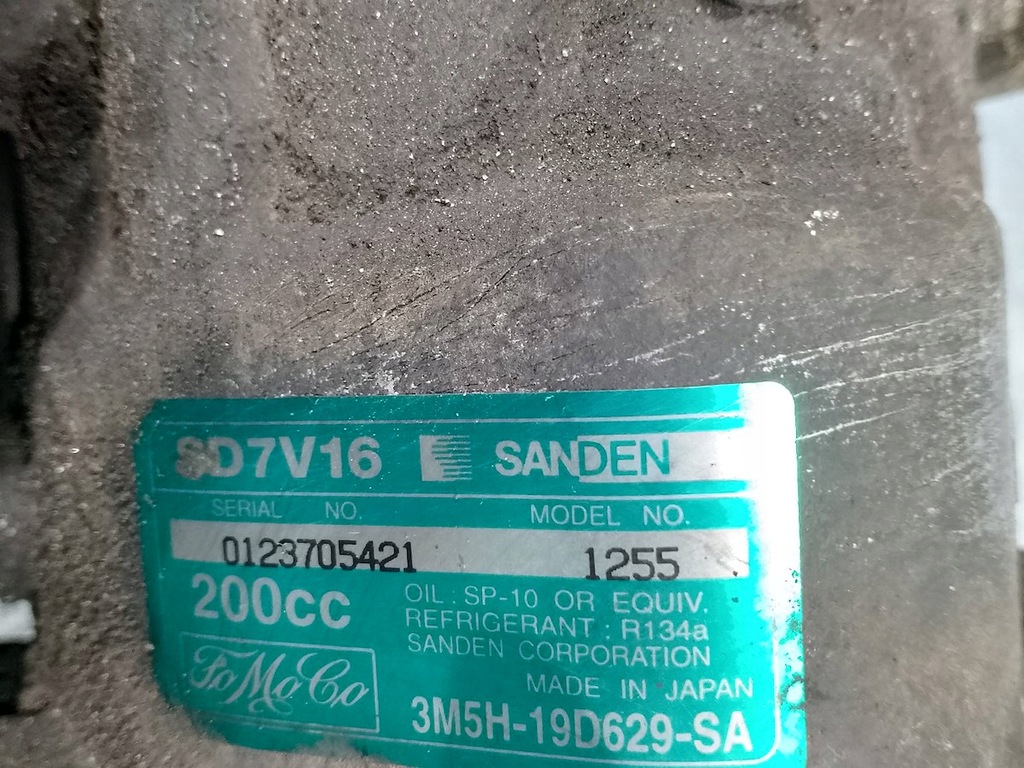 SD7V16 SANDEN
SERIAL NO. MODEL NO.
0123705421 1255
200cc
OIL : SP-10 OR EQUIV.
REFRIGERANT : R134a
SANDEN CORPORATION
FoMoCo
MADE IN JAPAN
3M5H-19D629-SA